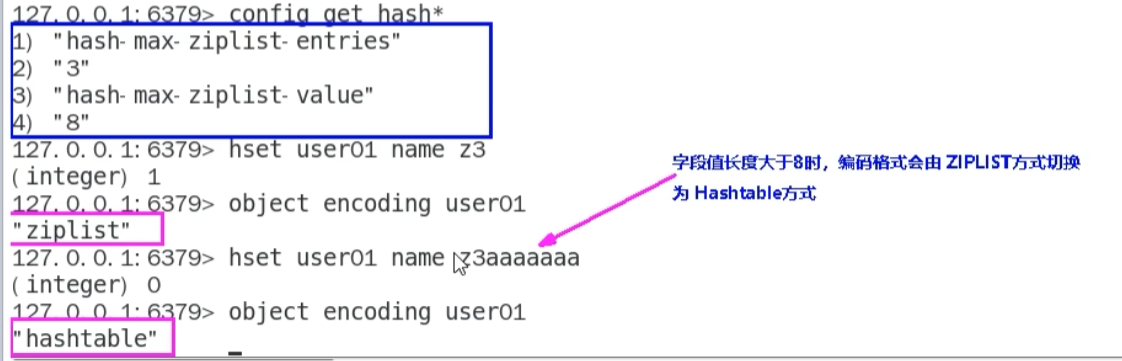 127.0.0.1:6379> config get hash*
1) "hash-max-ziplist-entries"
2) "3"
3) "hash-max-ziplist-value"
4) "8"
127.0.0.1:6379> hset user01 name z3
(integer) 1
127.0.0.1:6379> object encoding user01
"ziplist"
127.0.0.1:6379> hset user01 name z3aaaaaaa
(integer) 0
127.0.0.1:6379> object encoding user01
"hashtable"
字段值长度大于8时，编码格式会由 ZIPLIST方式切换
为 Hashtable方式